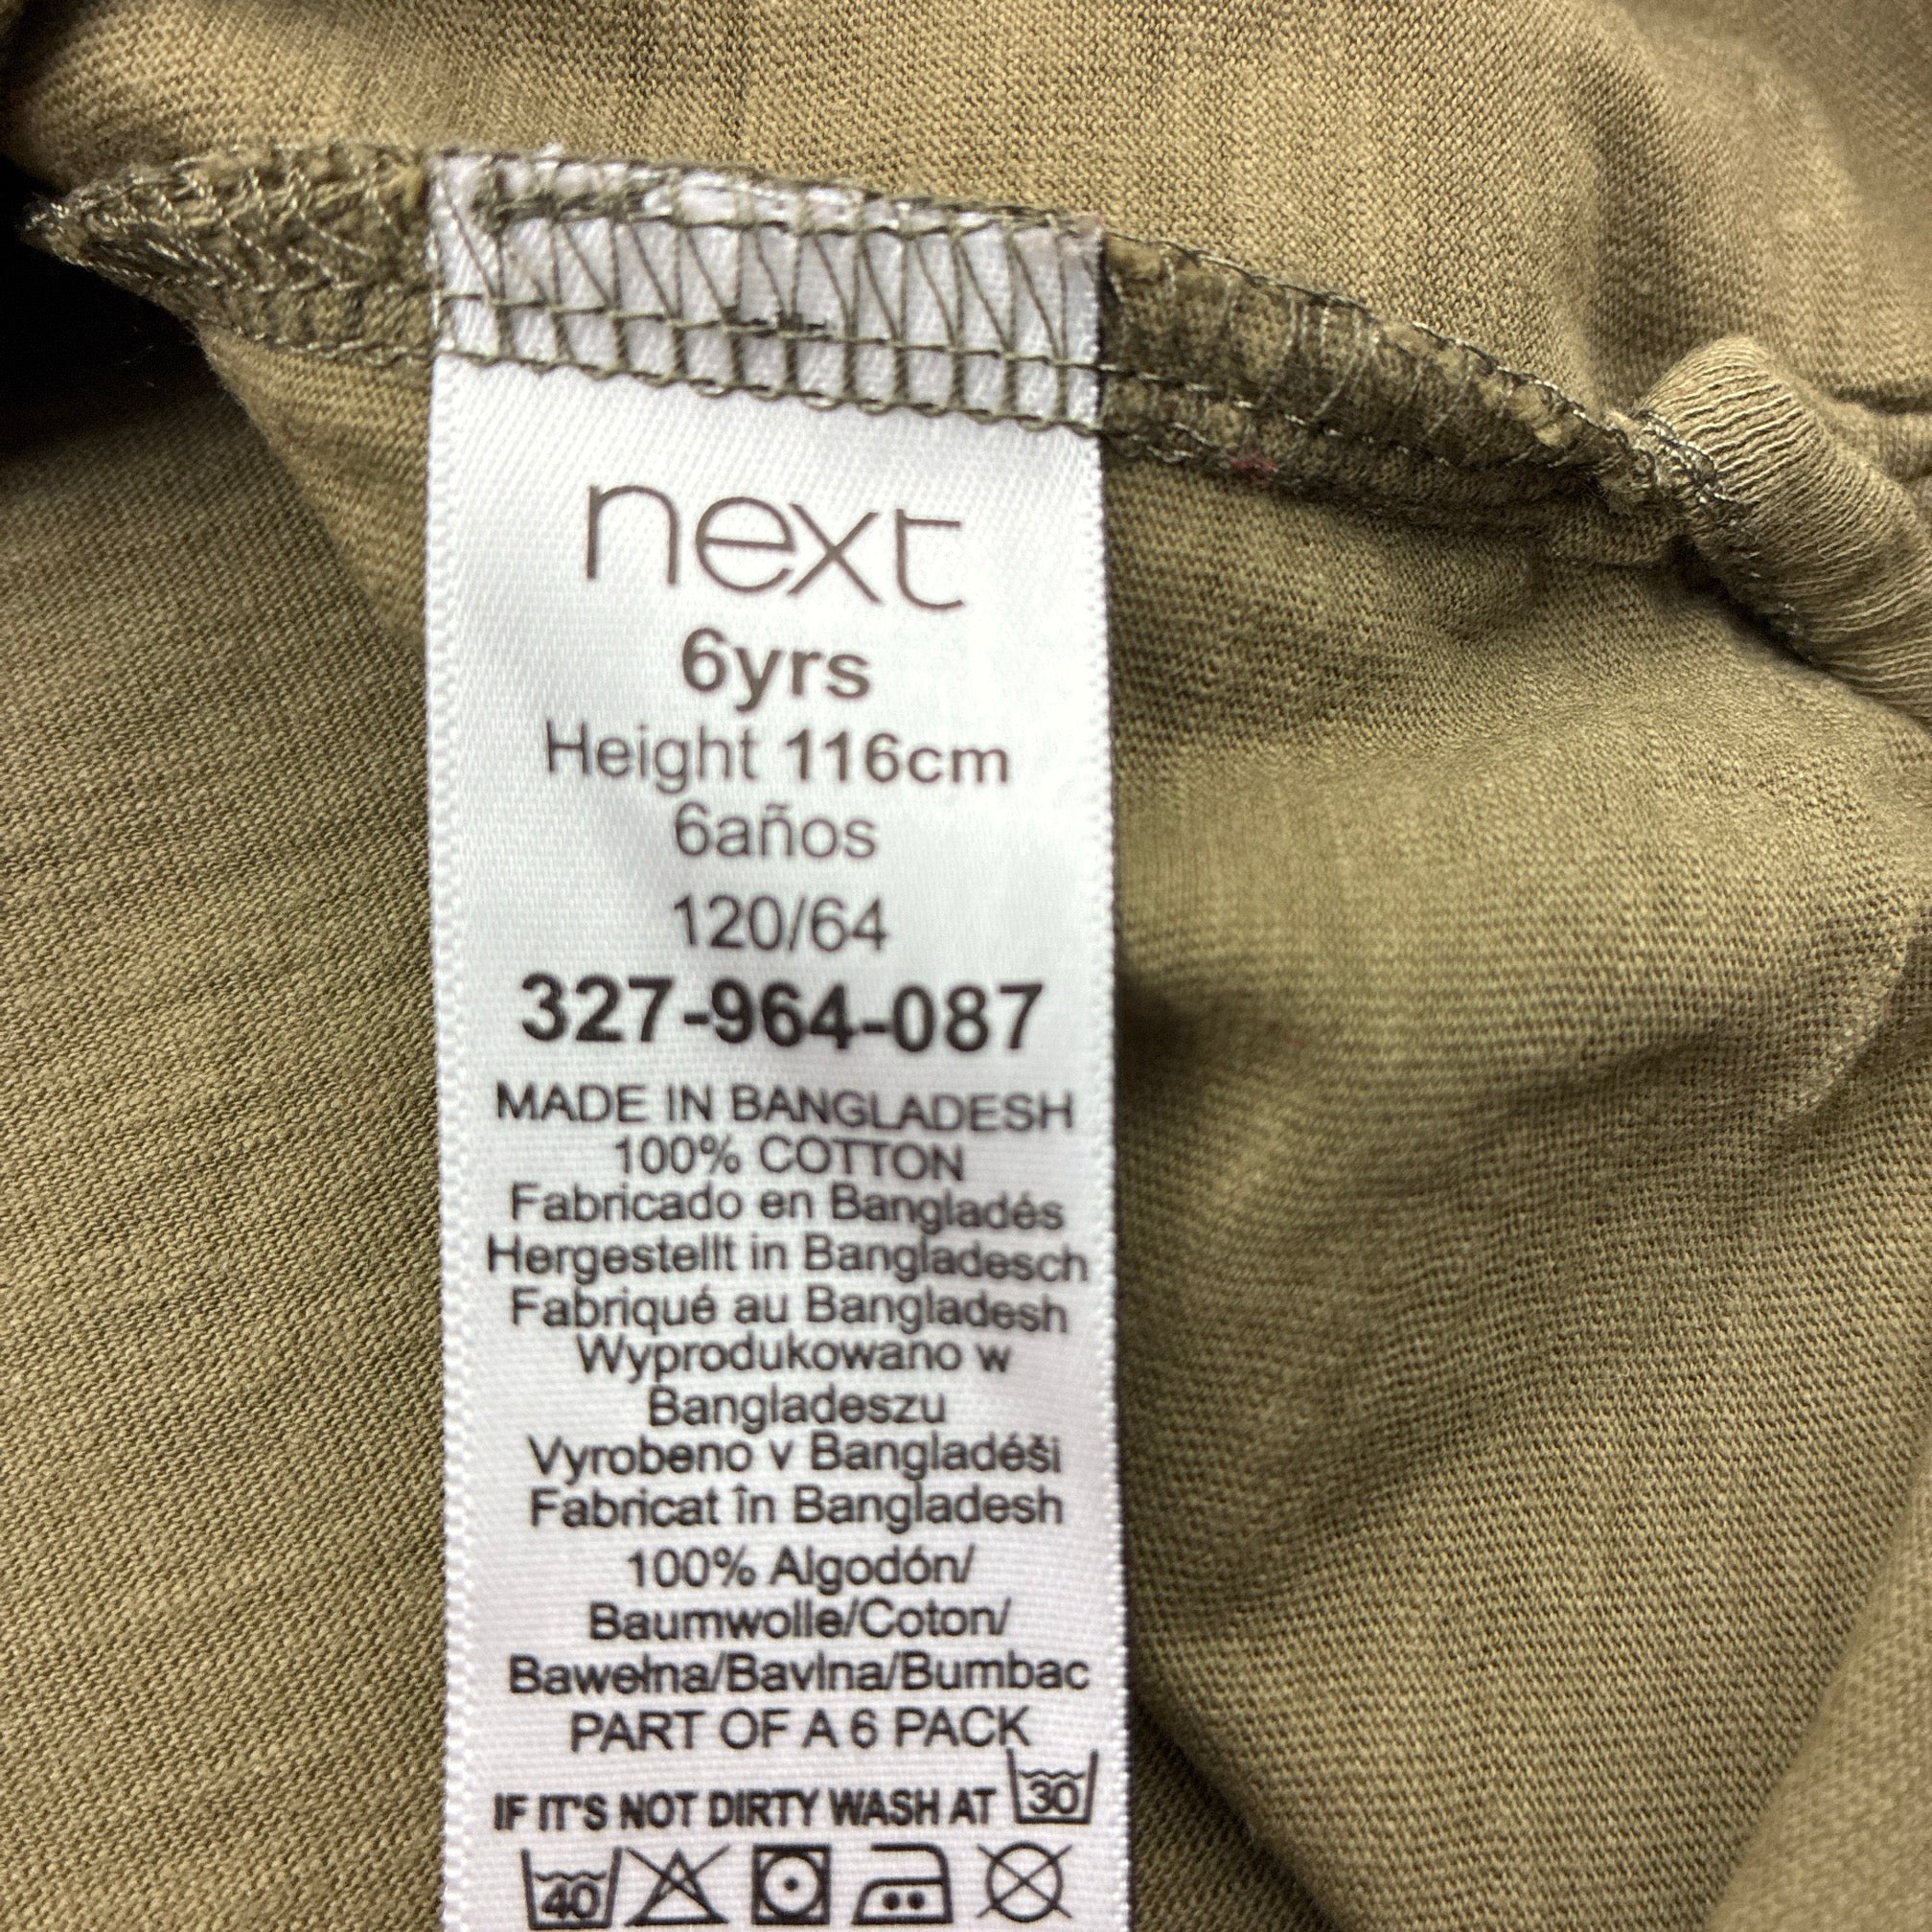 next
6yrs
Height 116cm
6años
120/64
327-964-087
MADE IN BANGLADESH
100% COTTON
Fabricado en Bangladés
Hergestellt in Bangladesch
Fabriqué au Bangladesh
Wyprodukowano w
Bangladeszu
Vyrobeno v Bangladéši
Fabricat în Bangladesh
100% Algodón/
Baumwolle/Coton/
Bawełna/Bavlna/Bumbac
PART OF A 6 PACK
IF IT'S NOT DIRTY WASH AT 30
40